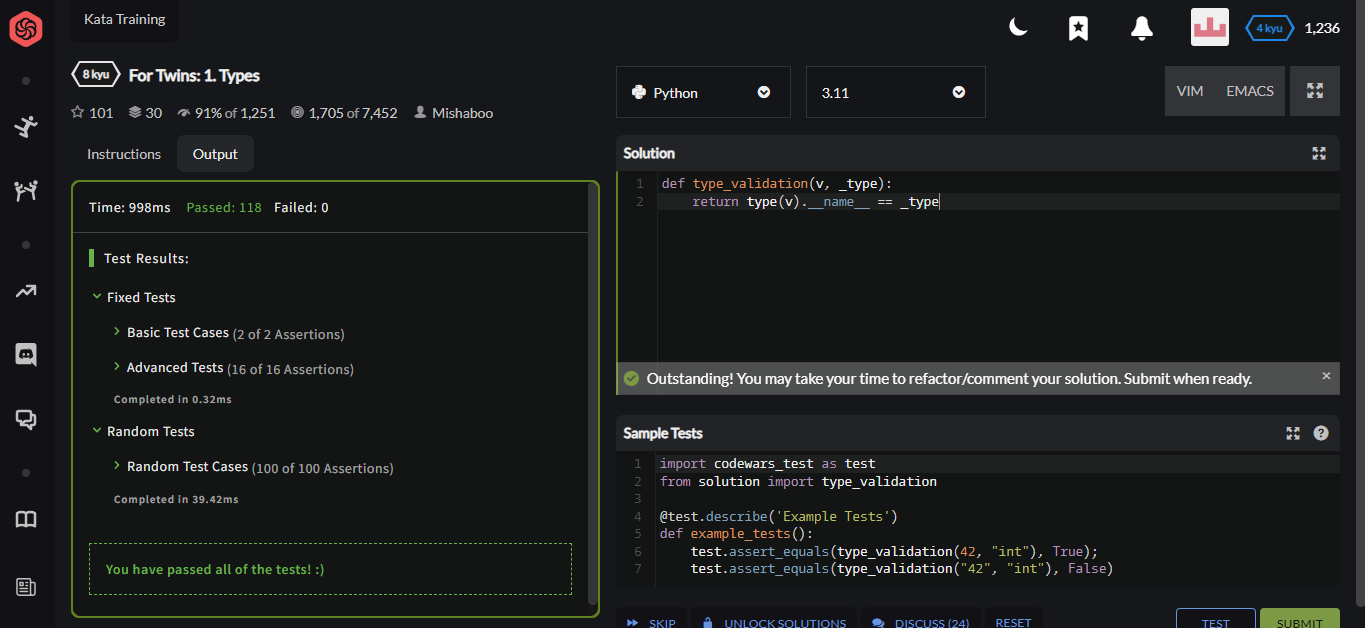 Kata Training
4 kyu 1,236
8 kyu For Twins: 1. Types
101 30 91% of 1,251 1,705 of 7,452 Mishaboo
Instructions Output
Time: 998ms Passed: 118 Failed: 0
Test Results:
Fixed Tests
Basic Test Cases (2 of 2 Assertions)
Advanced Tests (16 of 16 Assertions)
Completed in 0.32ms
Random Tests
Random Test Cases (100 of 100 Assertions)
Completed in 39.42ms
You have passed all of the tests! :)
Python 3.11 VIM EMACS
Solution
1 def type_validation(v, _type):
2     return type(v).__name__ == _type
Outstanding! You may take your time to refactor/comment your solution. Submit when ready. ×
Sample Tests ?
1 import codewars_test as test
2 from solution import type_validation
3
4 @test.describe('Example Tests')
5 def example_tests():
6     test.assert_equals(type_validation(42, "int"), True);
7     test.assert_equals(type_validation("42", "int"), False)
SKIP UNLOCK SOLUTIONS DISCUSS (24) RESET TEST SUBMIT